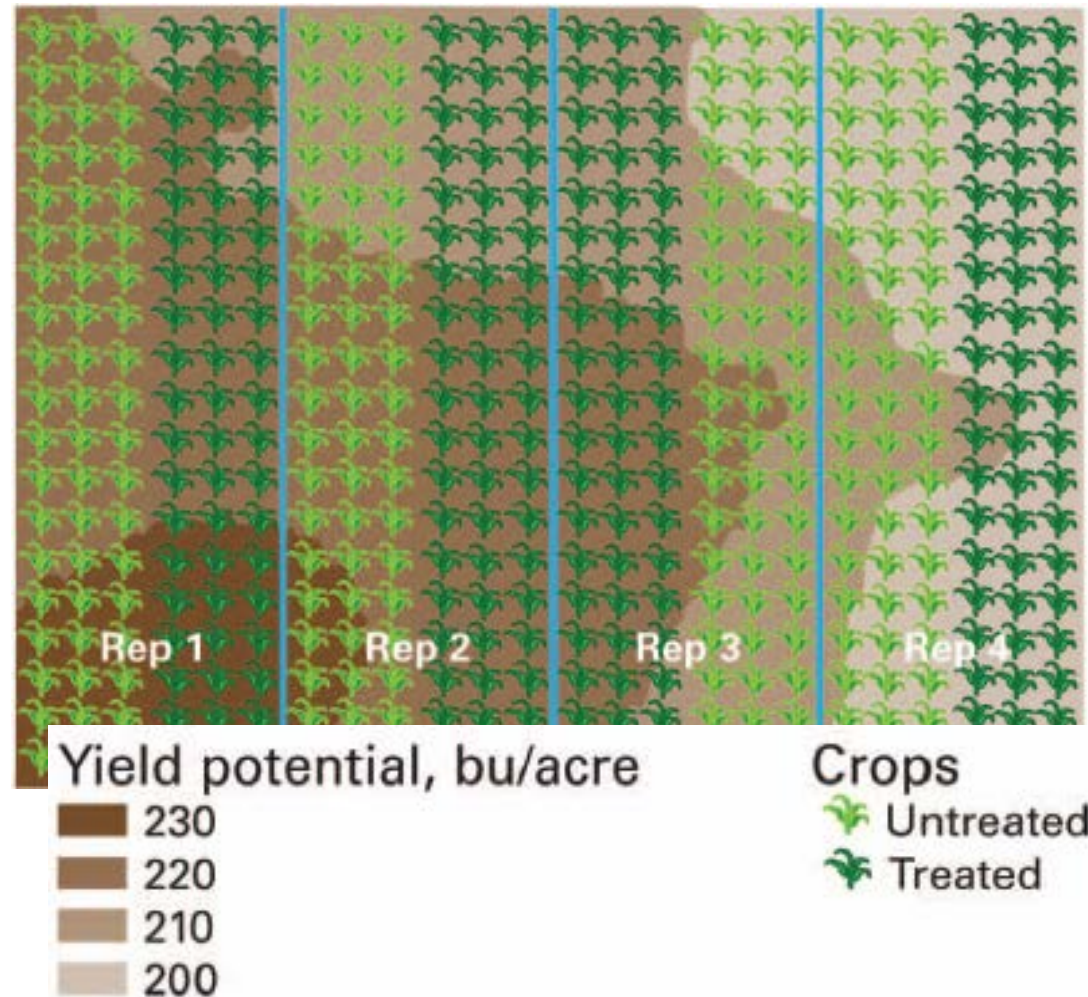 Rep 1 Rep 2 Rep 3 Rep 4
Yield potential, bu/acre
230
220
210
200
Crops
Untreated
Treated